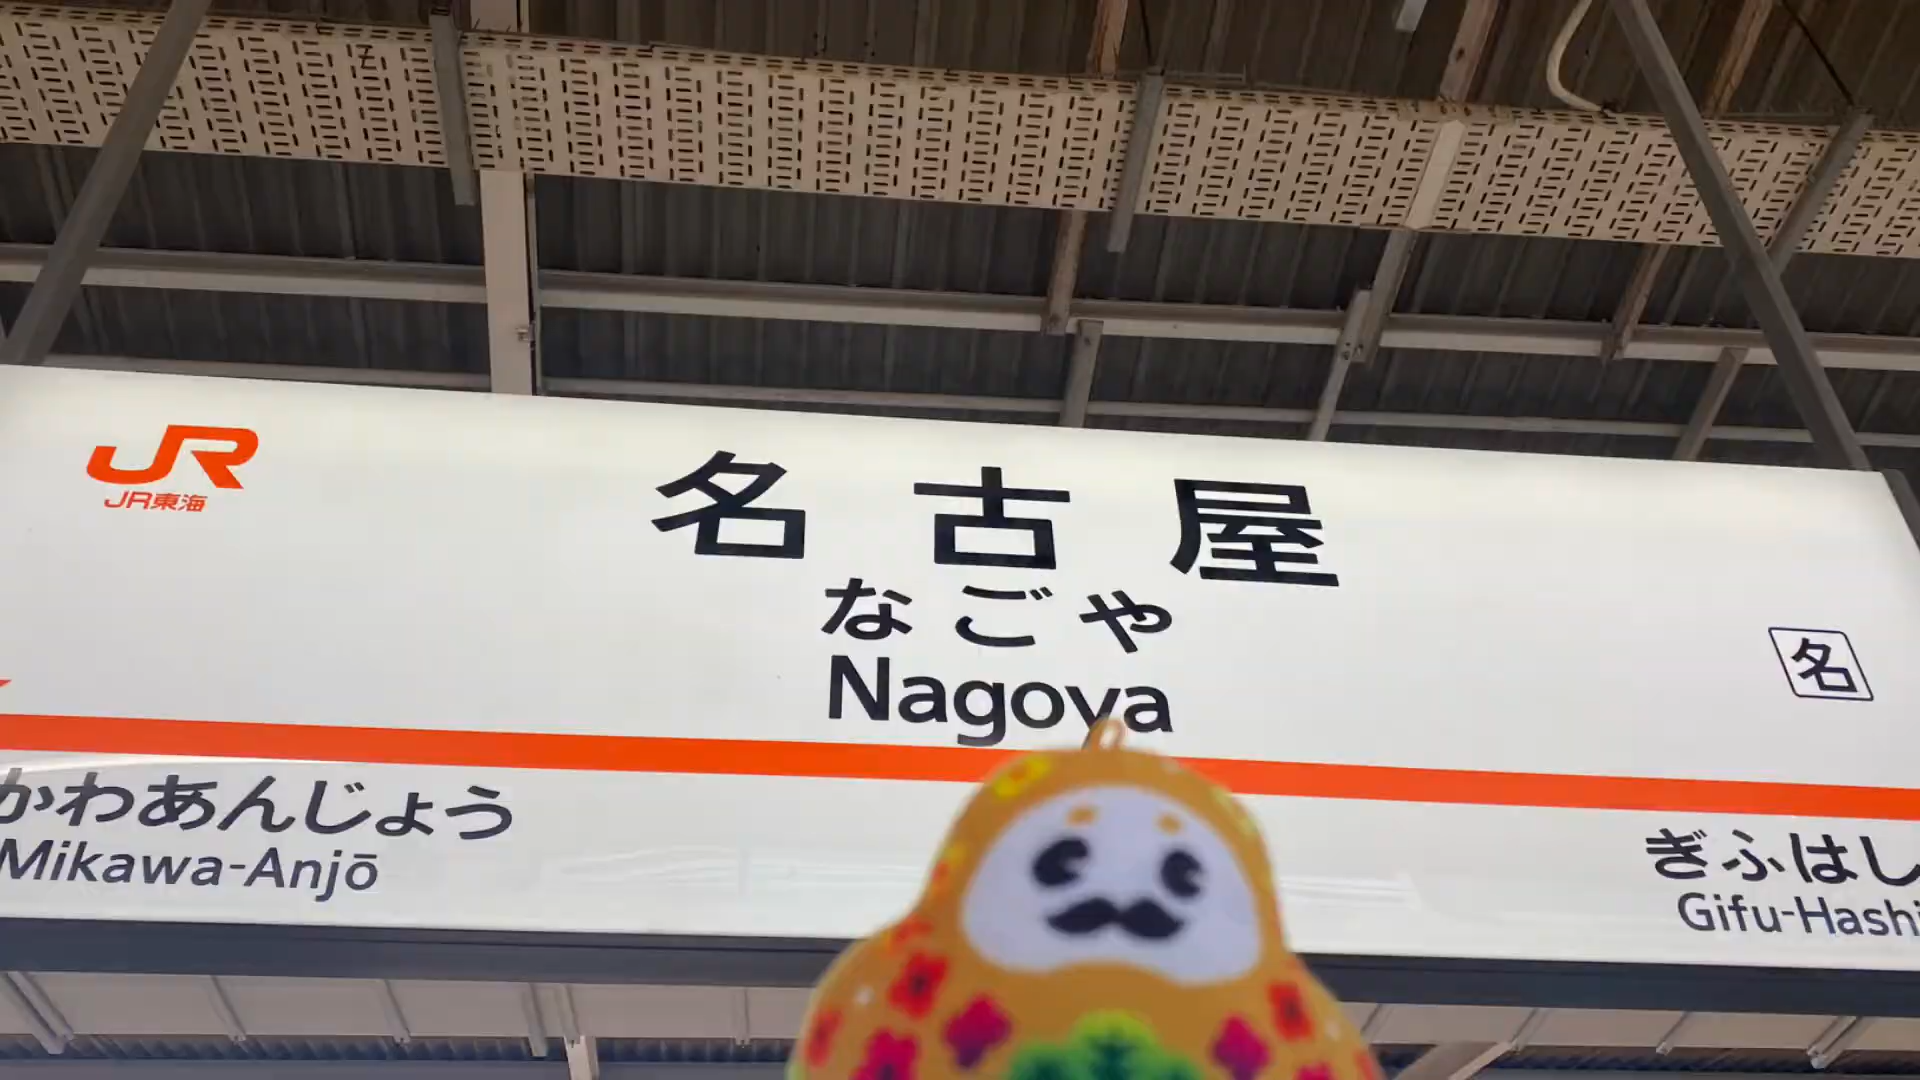 JR
JR東海
名古屋
なごや
Nagoya
名
かわあんじょう
Mikawa-Anjō
ぎふはし
Gifu-Hashi